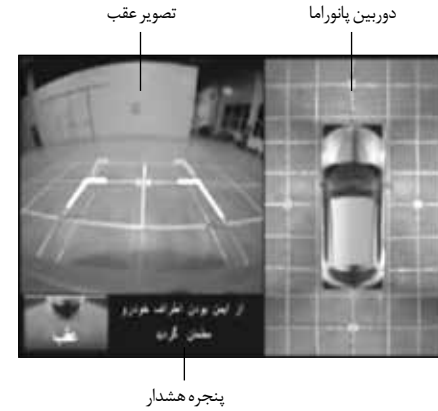 دوربین پانوراما
تصویر عقب
از ایمن بودن اطراف خودرو
مطمئن گردید
عقب
پنجره هشدار